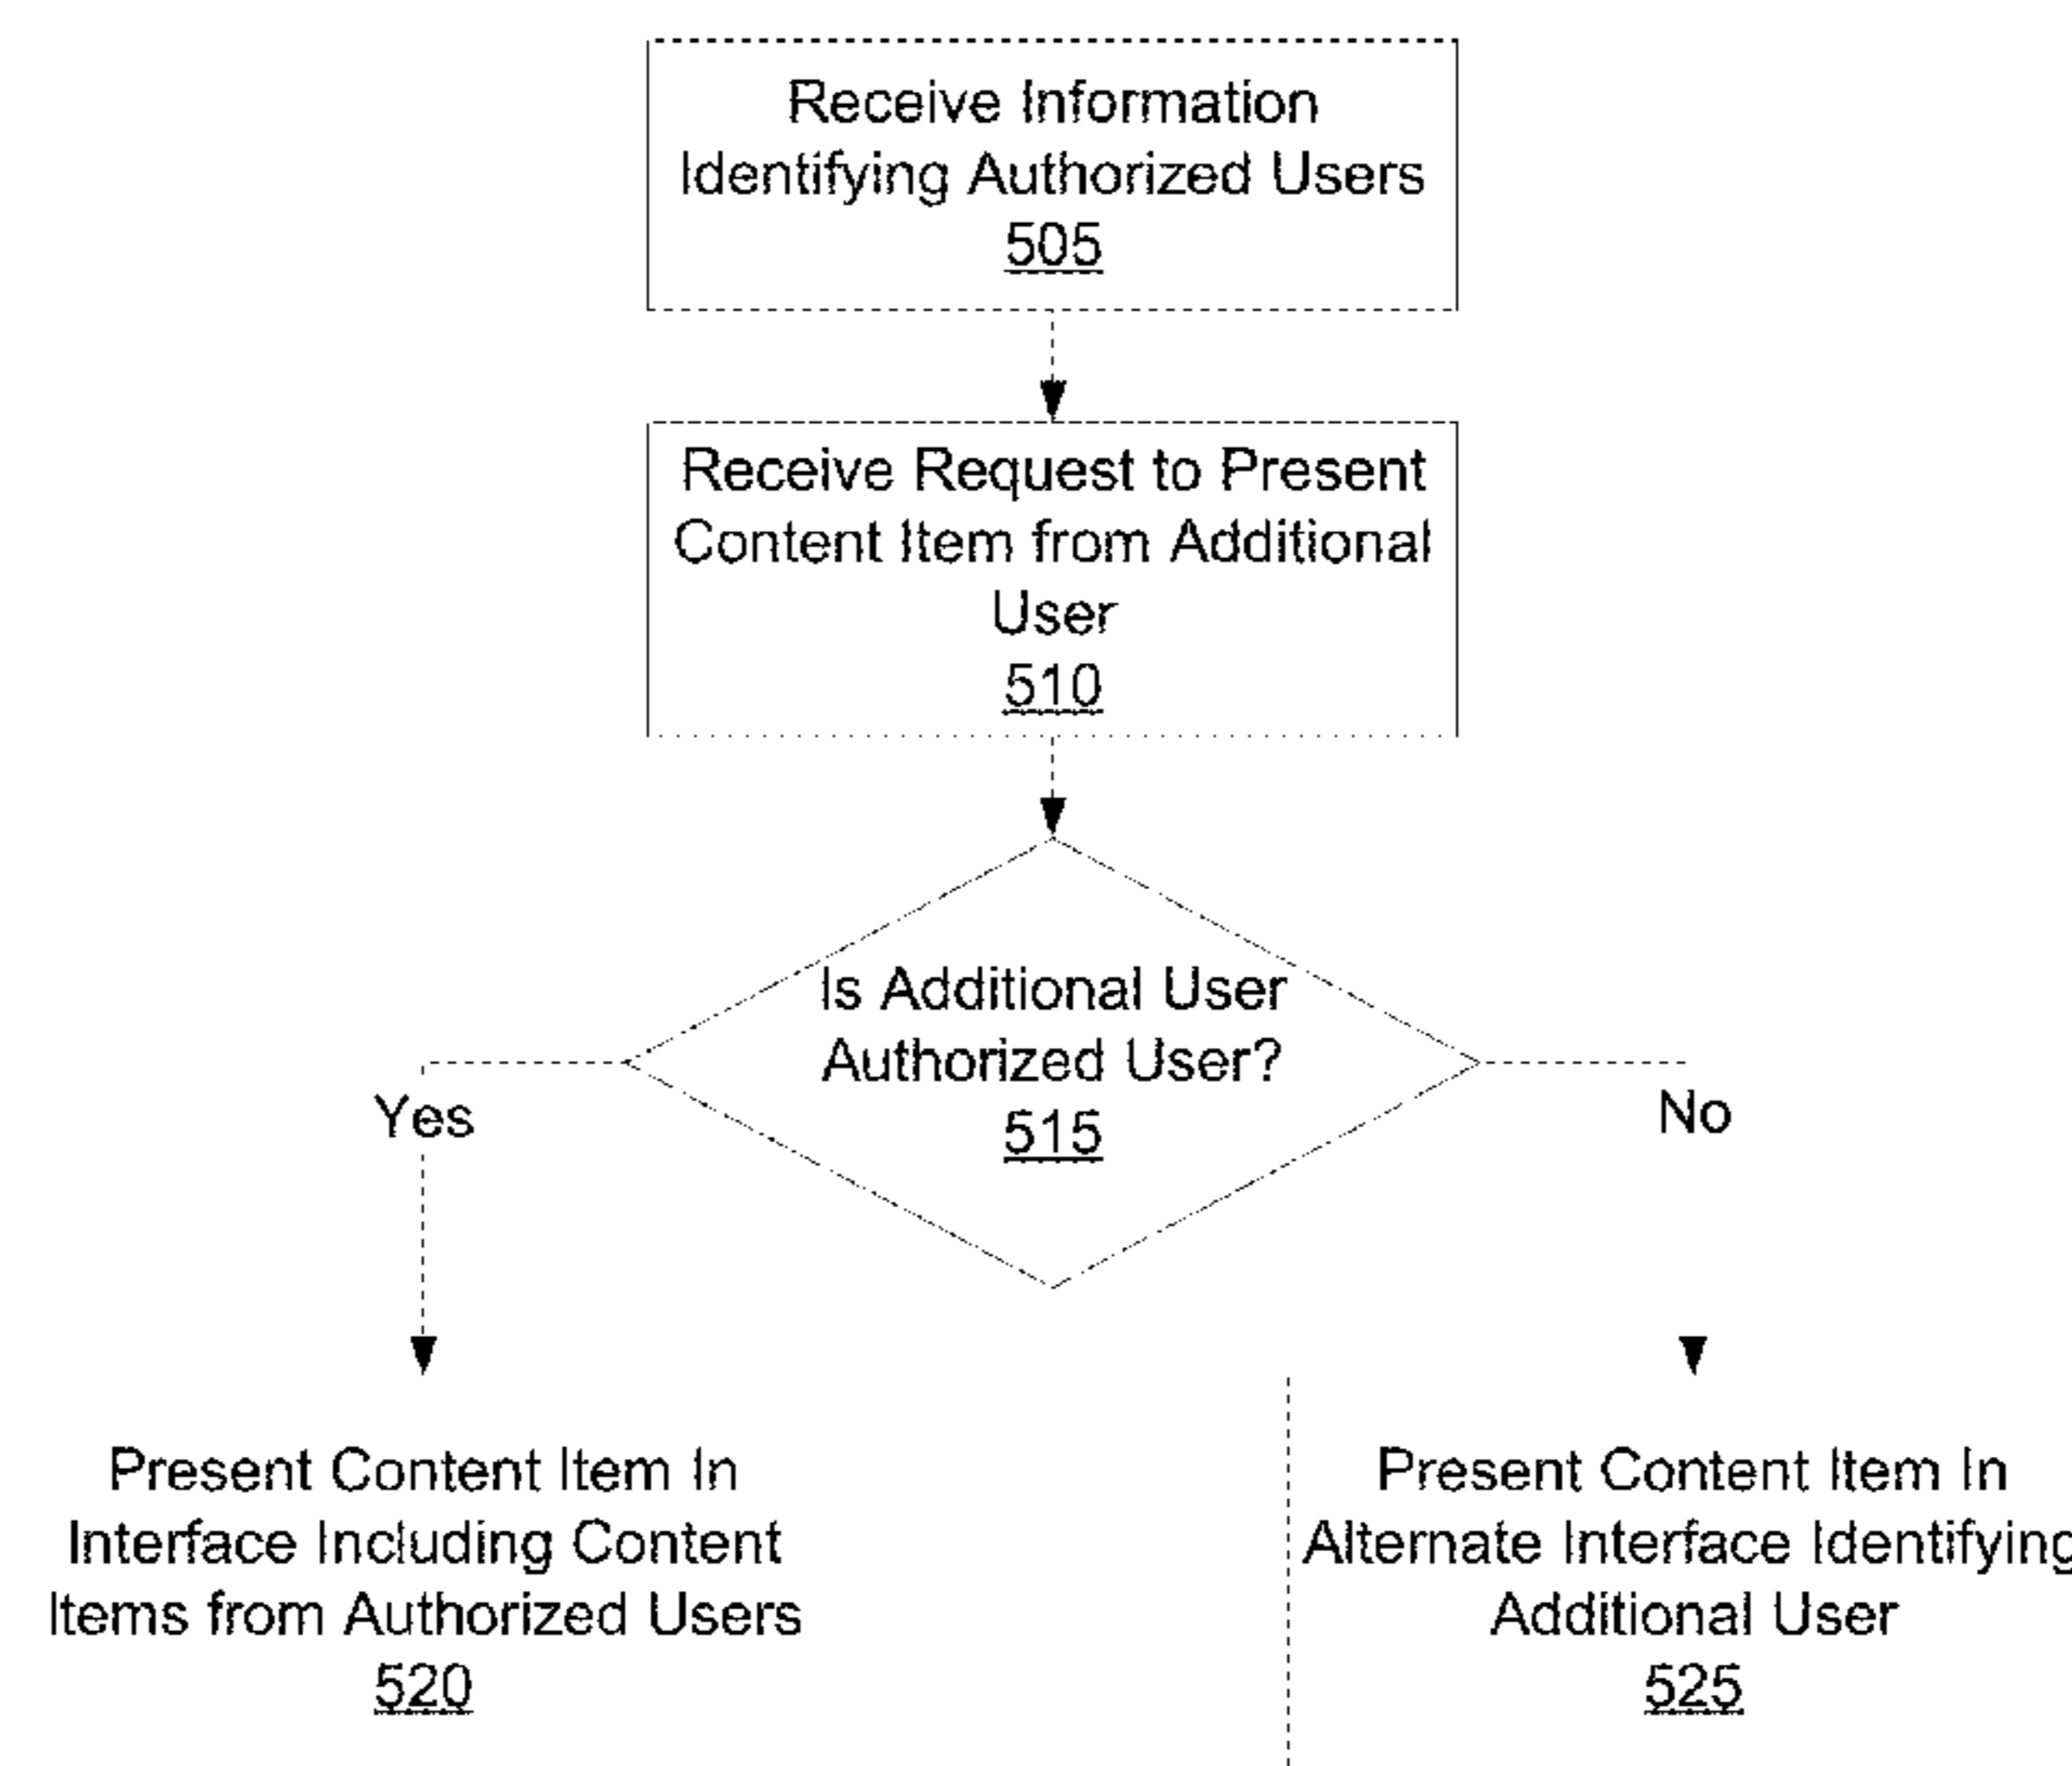 Receive Information
Identifying Authorized Users
505
Receive Request to Present
Content Item from Additional
User
510
Is Additional User
Authorized User?
515
Yes
No
Present Content Item In
Interface Including Content
Items from Authorized Users
520
Present Content Item In
Alternate Interface Identifying
Additional User
525